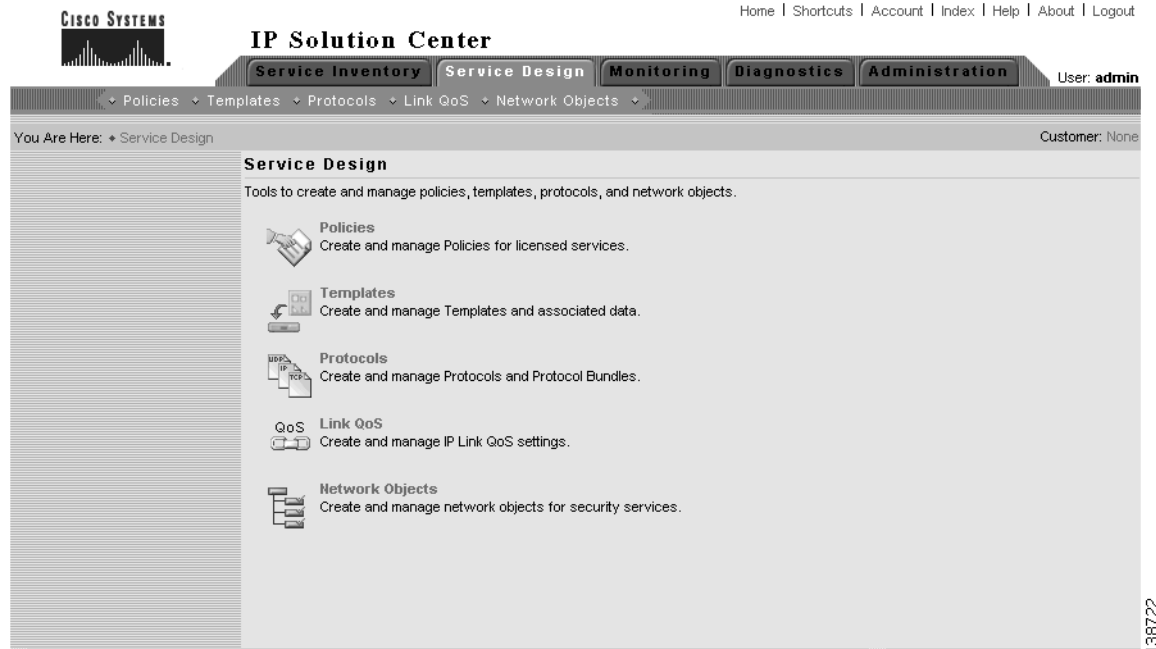 Home | Shortcuts | Account | Index | Help | About | Logout
CISCO SYSTEMS
IP Solution Center
Service Inventory Service Design Monitoring Diagnostics Administration
User: admin
Policies Templates Protocols Link QoS Network Objects
You Are Here: Service Design
Customer: None
Service Design
Tools to create and manage policies, templates, protocols, and network objects.
Policies
Create and manage Policies for licensed services.
Templates
Create and manage Templates and associated data.
UDP
IP
TCP
Protocols
Create and manage Protocols and Protocol Bundles.
QoS
Link QoS
Create and manage IP Link QoS settings.
Network Objects
Create and manage network objects for security services.
138722